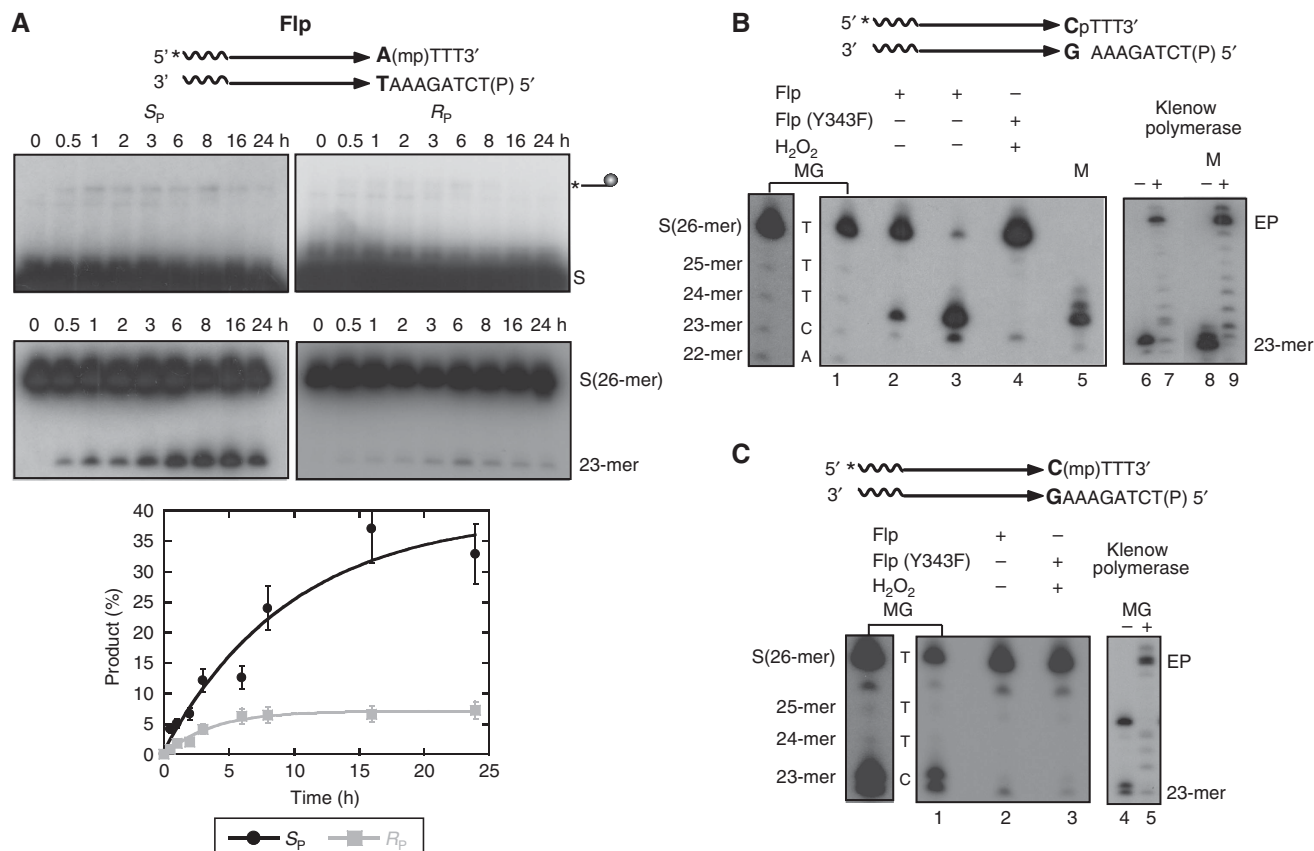 A
Flp
5’ * A(mp)TTT3′
3′ TAAAGATCT(P) 5′
SP RP
0 0.5 1 2 3 6 8 16 24 h 0 0.5 1 2 3 6 8 16 24 h
*
S
0 0.5 1 2 3 6 8 16 24 h 0 0.5 1 2 3 6 8 16 24 h
S(26-mer)
23-mer
Product (%)
40
35
30
25
20
15
10
5
0
0 5 10 15 20 25
Time (h)
SP RP
B
5′ * CpTTT3′
3′ G AAAGATCT(P) 5′
Flp + + –
Flp (Y343F) – – +
H2O2 – – +
Klenow
polymerase
MG M M
– + – +
S(26-mer) T EP
25-mer T
24-mer T
23-mer C 23-mer
22-mer A
1 2 3 4 5 6 7 8 9
C
5′ * C(mp)TTT3′
3′ GAAAGATCT(P) 5′
Flp + –
Flp (Y343F) – +
H2O2 – +
Klenow
polymerase
MG MG
– +
S(26-mer) T EP
25-mer T
24-mer T
23-mer C 23-mer
1 2 3 4 5